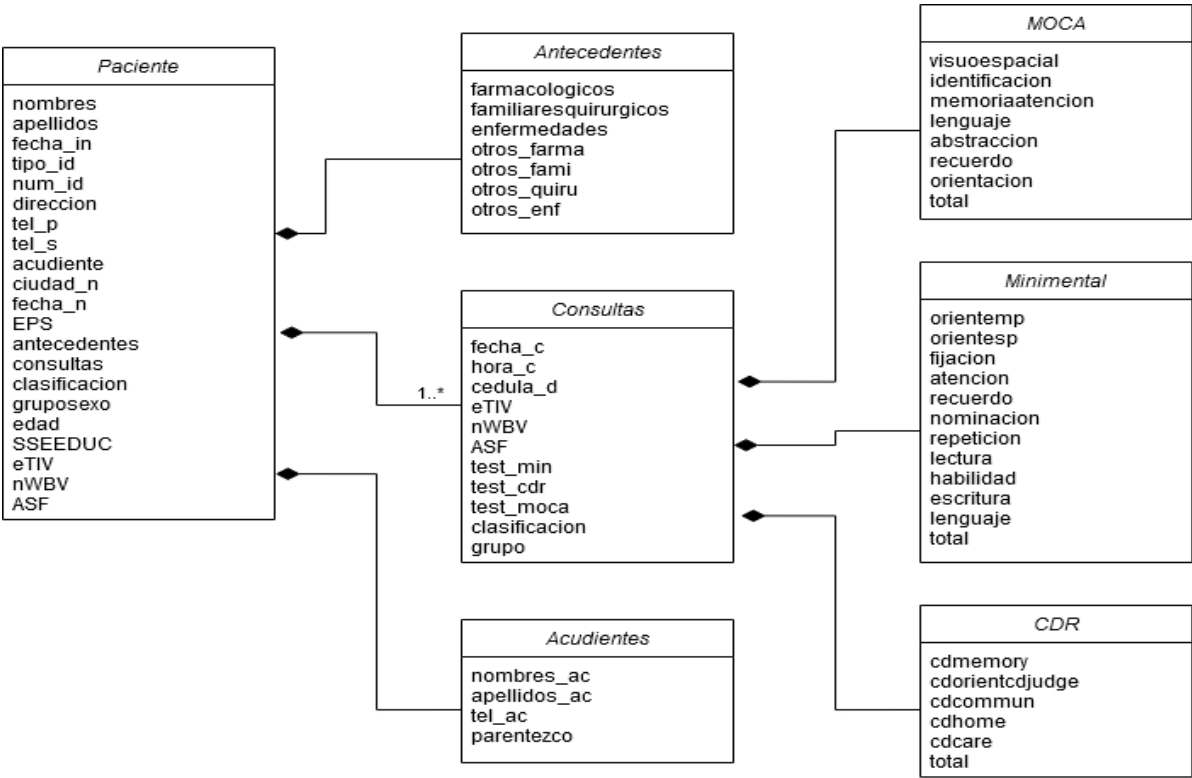 Paciente
nombres
apellidos
fecha_in
tipo_id
num_id
direccion
tel_p
tel_s
acudiente
ciudad_n
fecha_n
EPS
antecedentes
consultas
clasificacion
gruposexo
edad
SSEEDUC
eTIV
nWBV
ASF
Antecedentes
farmacologicos
familiaresquirurgicos
enfermedades
otros_farma
otros_fami
otros_quiru
otros_enf
1..*
Consultas
fecha_c
hora_c
cedula_d
eTIV
nWBV
ASF
test_min
test_cdr
test_moca
clasificacion
grupo
Acudientes
nombres_ac
apellidos_ac
tel_ac
parentezco
MOCA
visuoespacial
identificacion
memoriaatencion
lenguaje
abstraccion
recuerdo
orientacion
total
Minimental
orientemp
orientesp
fijacion
atencion
recuerdo
nominacion
repeticion
lectura
habilidad
escritura
lenguaje
total
CDR
cdmemory
cdorientcdjudge
cdcommun
cdhome
cdcare
total